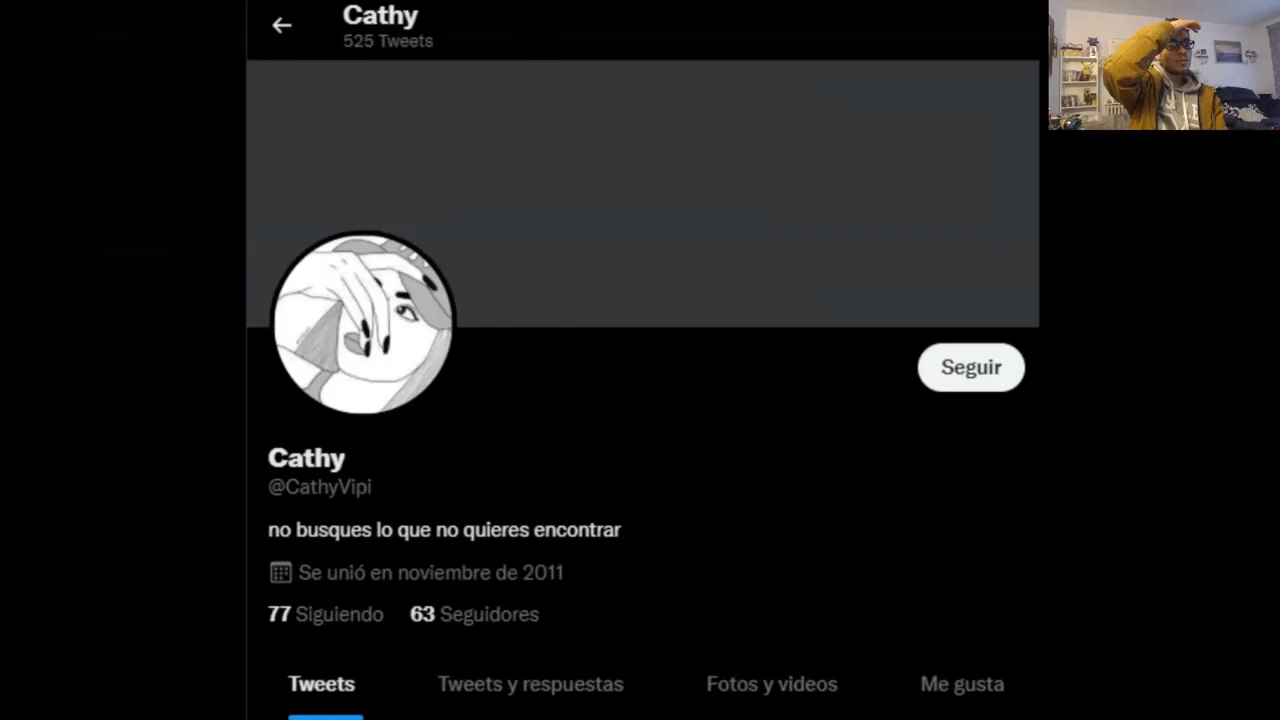 Cathy
525 Tweets
Seguir
Cathy
@CathyVipi
no busques lo que no quieres encontrar
Se unió en noviembre de 2011
77 Siguiendo 63 Seguidores
Tweets Tweets y respuestas Fotos y videos Me gusta